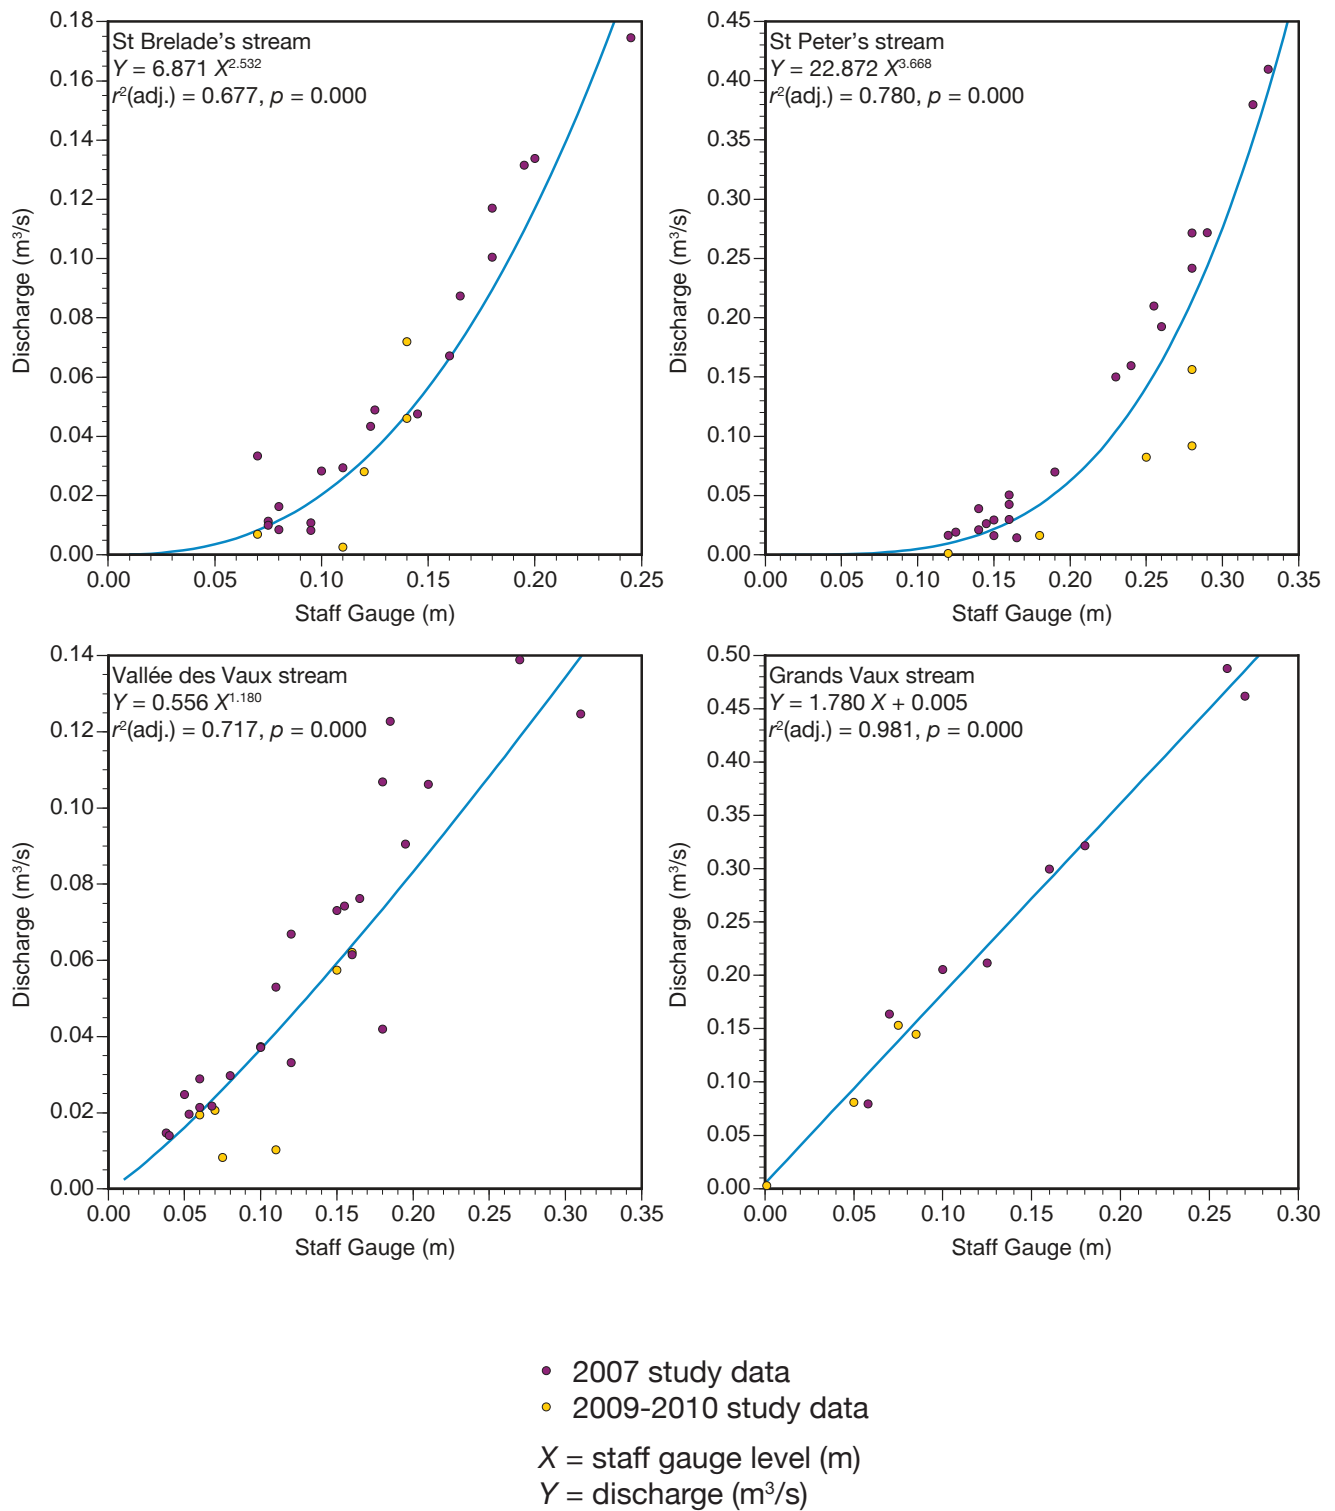 St Brelade's stream
Y = 6.871 X^2.532
r²(adj.) = 0.677, p = 0.000
0.18
0.16
0.14
0.12
0.10
0.08
0.06
0.04
0.02
0.00
Discharge (m³/s)
0.00 0.05 0.10 0.15 0.20 0.25
Staff Gauge (m)
St Peter's stream
Y = 22.872 X^3.668
r²(adj.) = 0.780, p = 0.000
0.45
0.40
0.35
0.45
0.30
0.25
0.20
0.15
0.10
0.05
0.00
Discharge (m³/s)
0.00 0.05 0.10 0.15 0.20 0.25 0.30 0.35
Staff Gauge (m)
Vallée des Vaux stream
Y = 0.556 X^1.180
r²(adj.) = 0.717, p = 0.000
0.14
0.12
0.10
0.08
0.06
0.04
0.02
0.00
Discharge (m³/s)
0.00 0.05 0.10 0.15 0.20 0.25 0.30 0.35
Staff Gauge (m)
Grands Vaux stream
Y = 1.780 X + 0.005
r²(adj.) = 0.981, p = 0.000
0.50
0.45
0.40
0.35
0.30
0.25
0.20
0.15
0.10
0.05
0.00
Discharge (m³/s)
0.00 0.05 0.10 0.15 0.20 0.25 0.30
Staff Gauge (m)
2007 study data
2009-2010 study data
X = staff gauge level (m)
Y = discharge (m³/s)